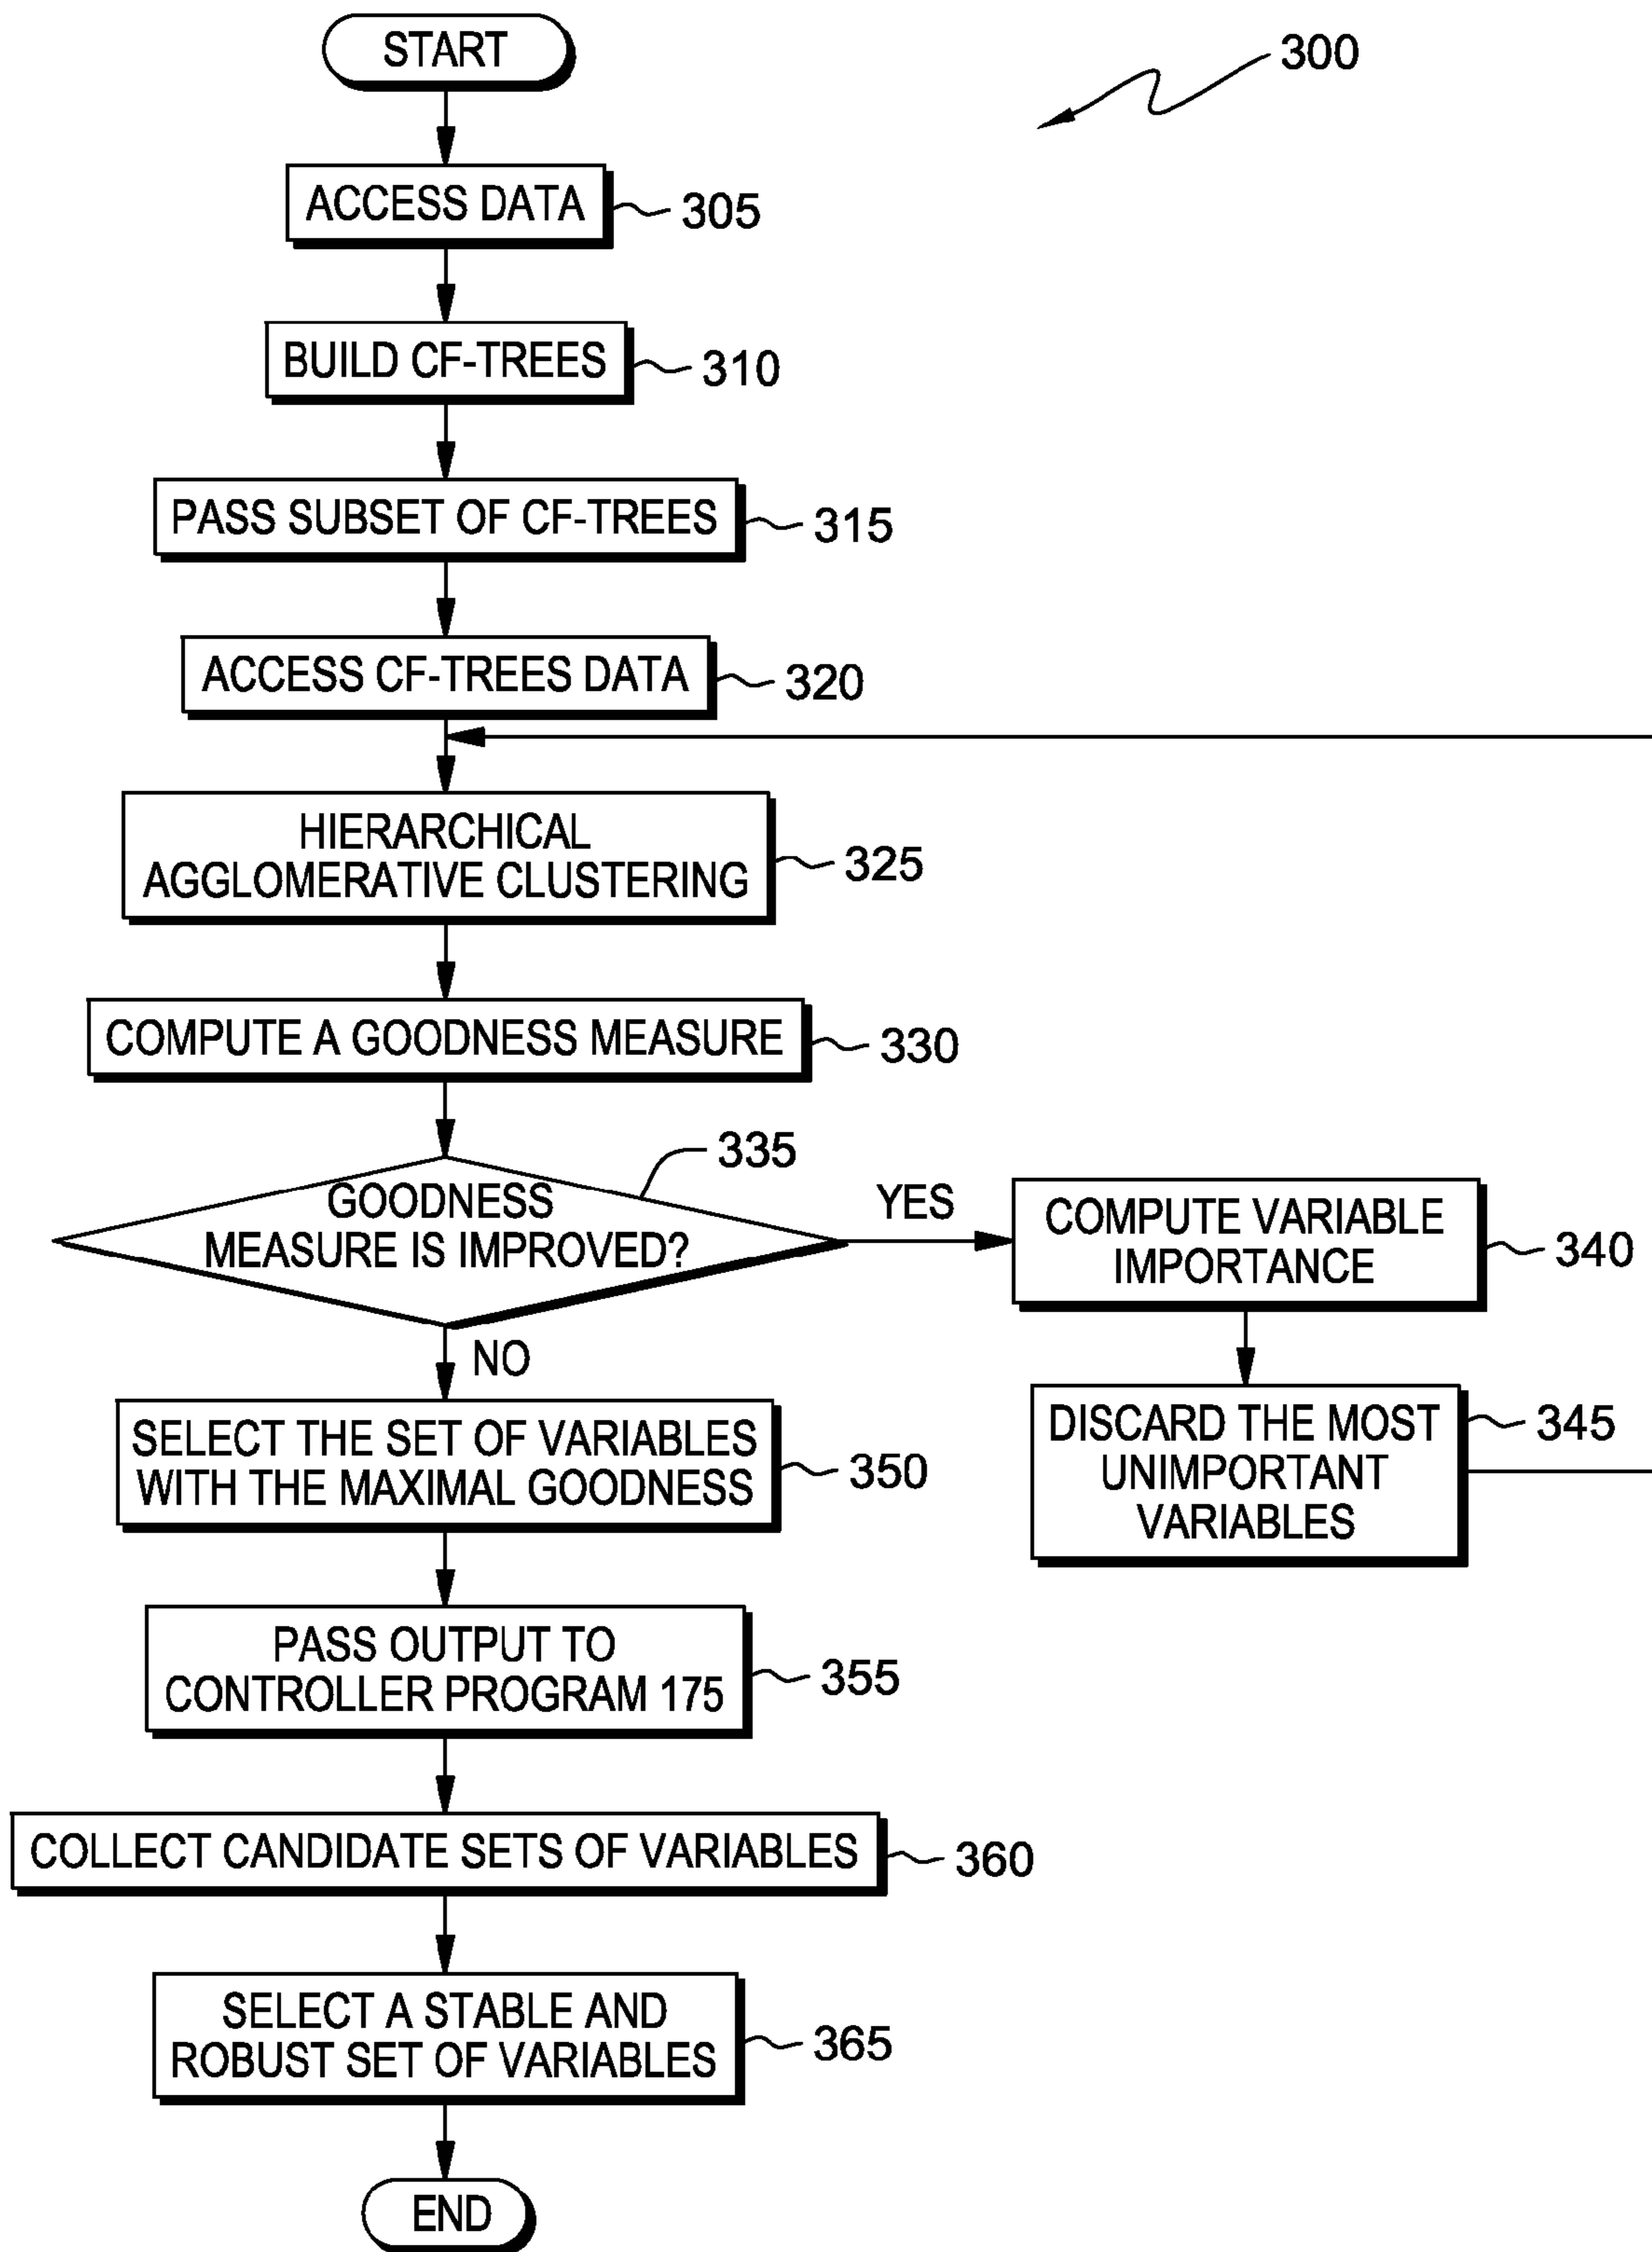 START
300
ACCESS DATA
305
BUILD CF-TREES
310
PASS SUBSET OF CF-TREES
315
ACCESS CF-TREES DATA
320
HIERARCHICAL
AGGLOMERATIVE CLUSTERING
325
COMPUTE A GOODNESS MEASURE
330
335
GOODNESS
MEASURE IS IMPROVED?
YES
COMPUTE VARIABLE
IMPORTANCE
340
NO
DISCARD THE MOST
UNIMPORTANT
VARIABLES
345
SELECT THE SET OF VARIABLES
WITH THE MAXIMAL GOODNESS
350
PASS OUTPUT TO
CONTROLLER PROGRAM 175
355
COLLECT CANDIDATE SETS OF VARIABLES
360
SELECT A STABLE AND
ROBUST SET OF VARIABLES
365
END